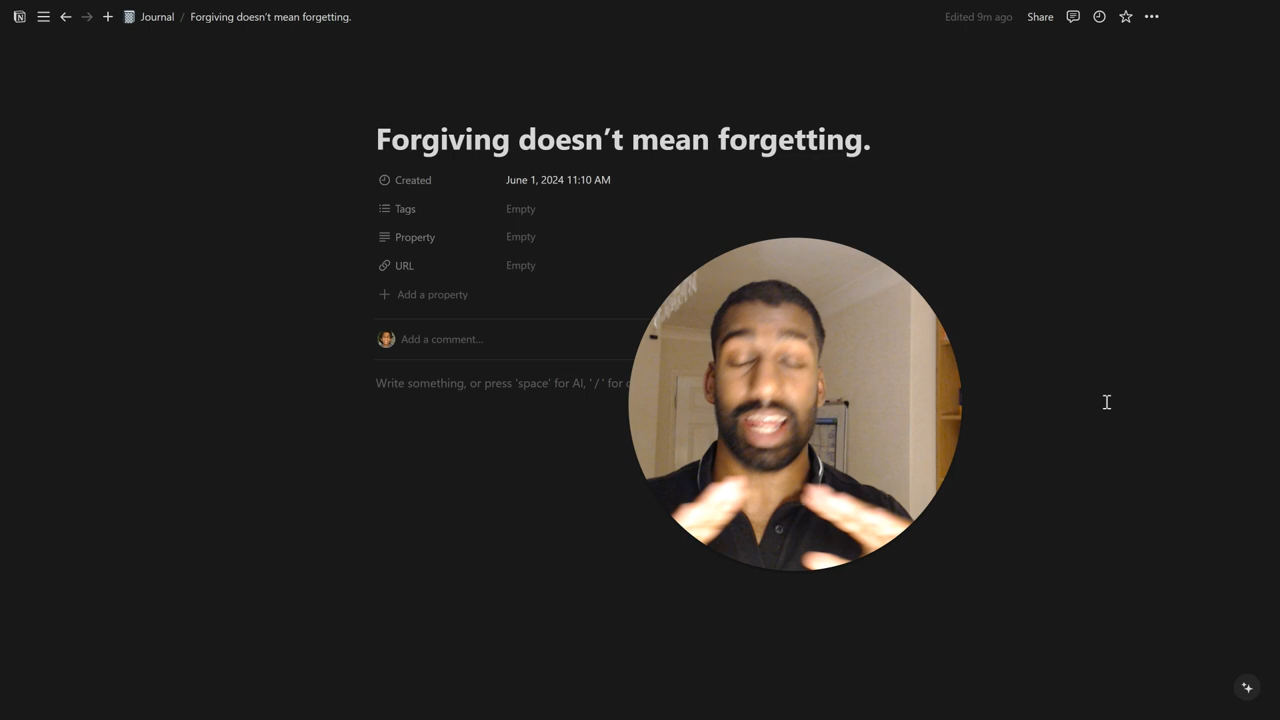 Journal / Forgiving doesn't mean forgetting.
Edited 9m ago Share
Forgiving doesn’t mean forgetting.
Created June 1, 2024 11:10 AM
Tags Empty
Property Empty
URL Empty
Add a property
Add a comment...
Write something, or press 'space' for AI, '/' for